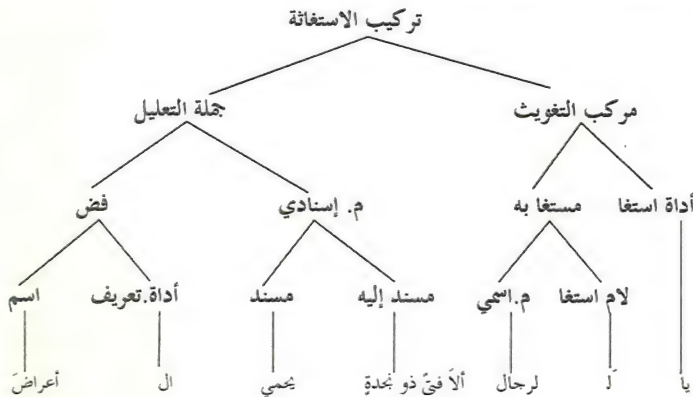 تركيب الاستغاثة
مركب التغويث جملة التعليل
أداة استغا مستغا به م. إسنادي فض
لام استغا م.اسمي مسند إليه مسند أداة.تعريف اسم
يا لَـ لرجال ألاَ فتىً ذو نجدةٍ يحمي ال أعراضَ